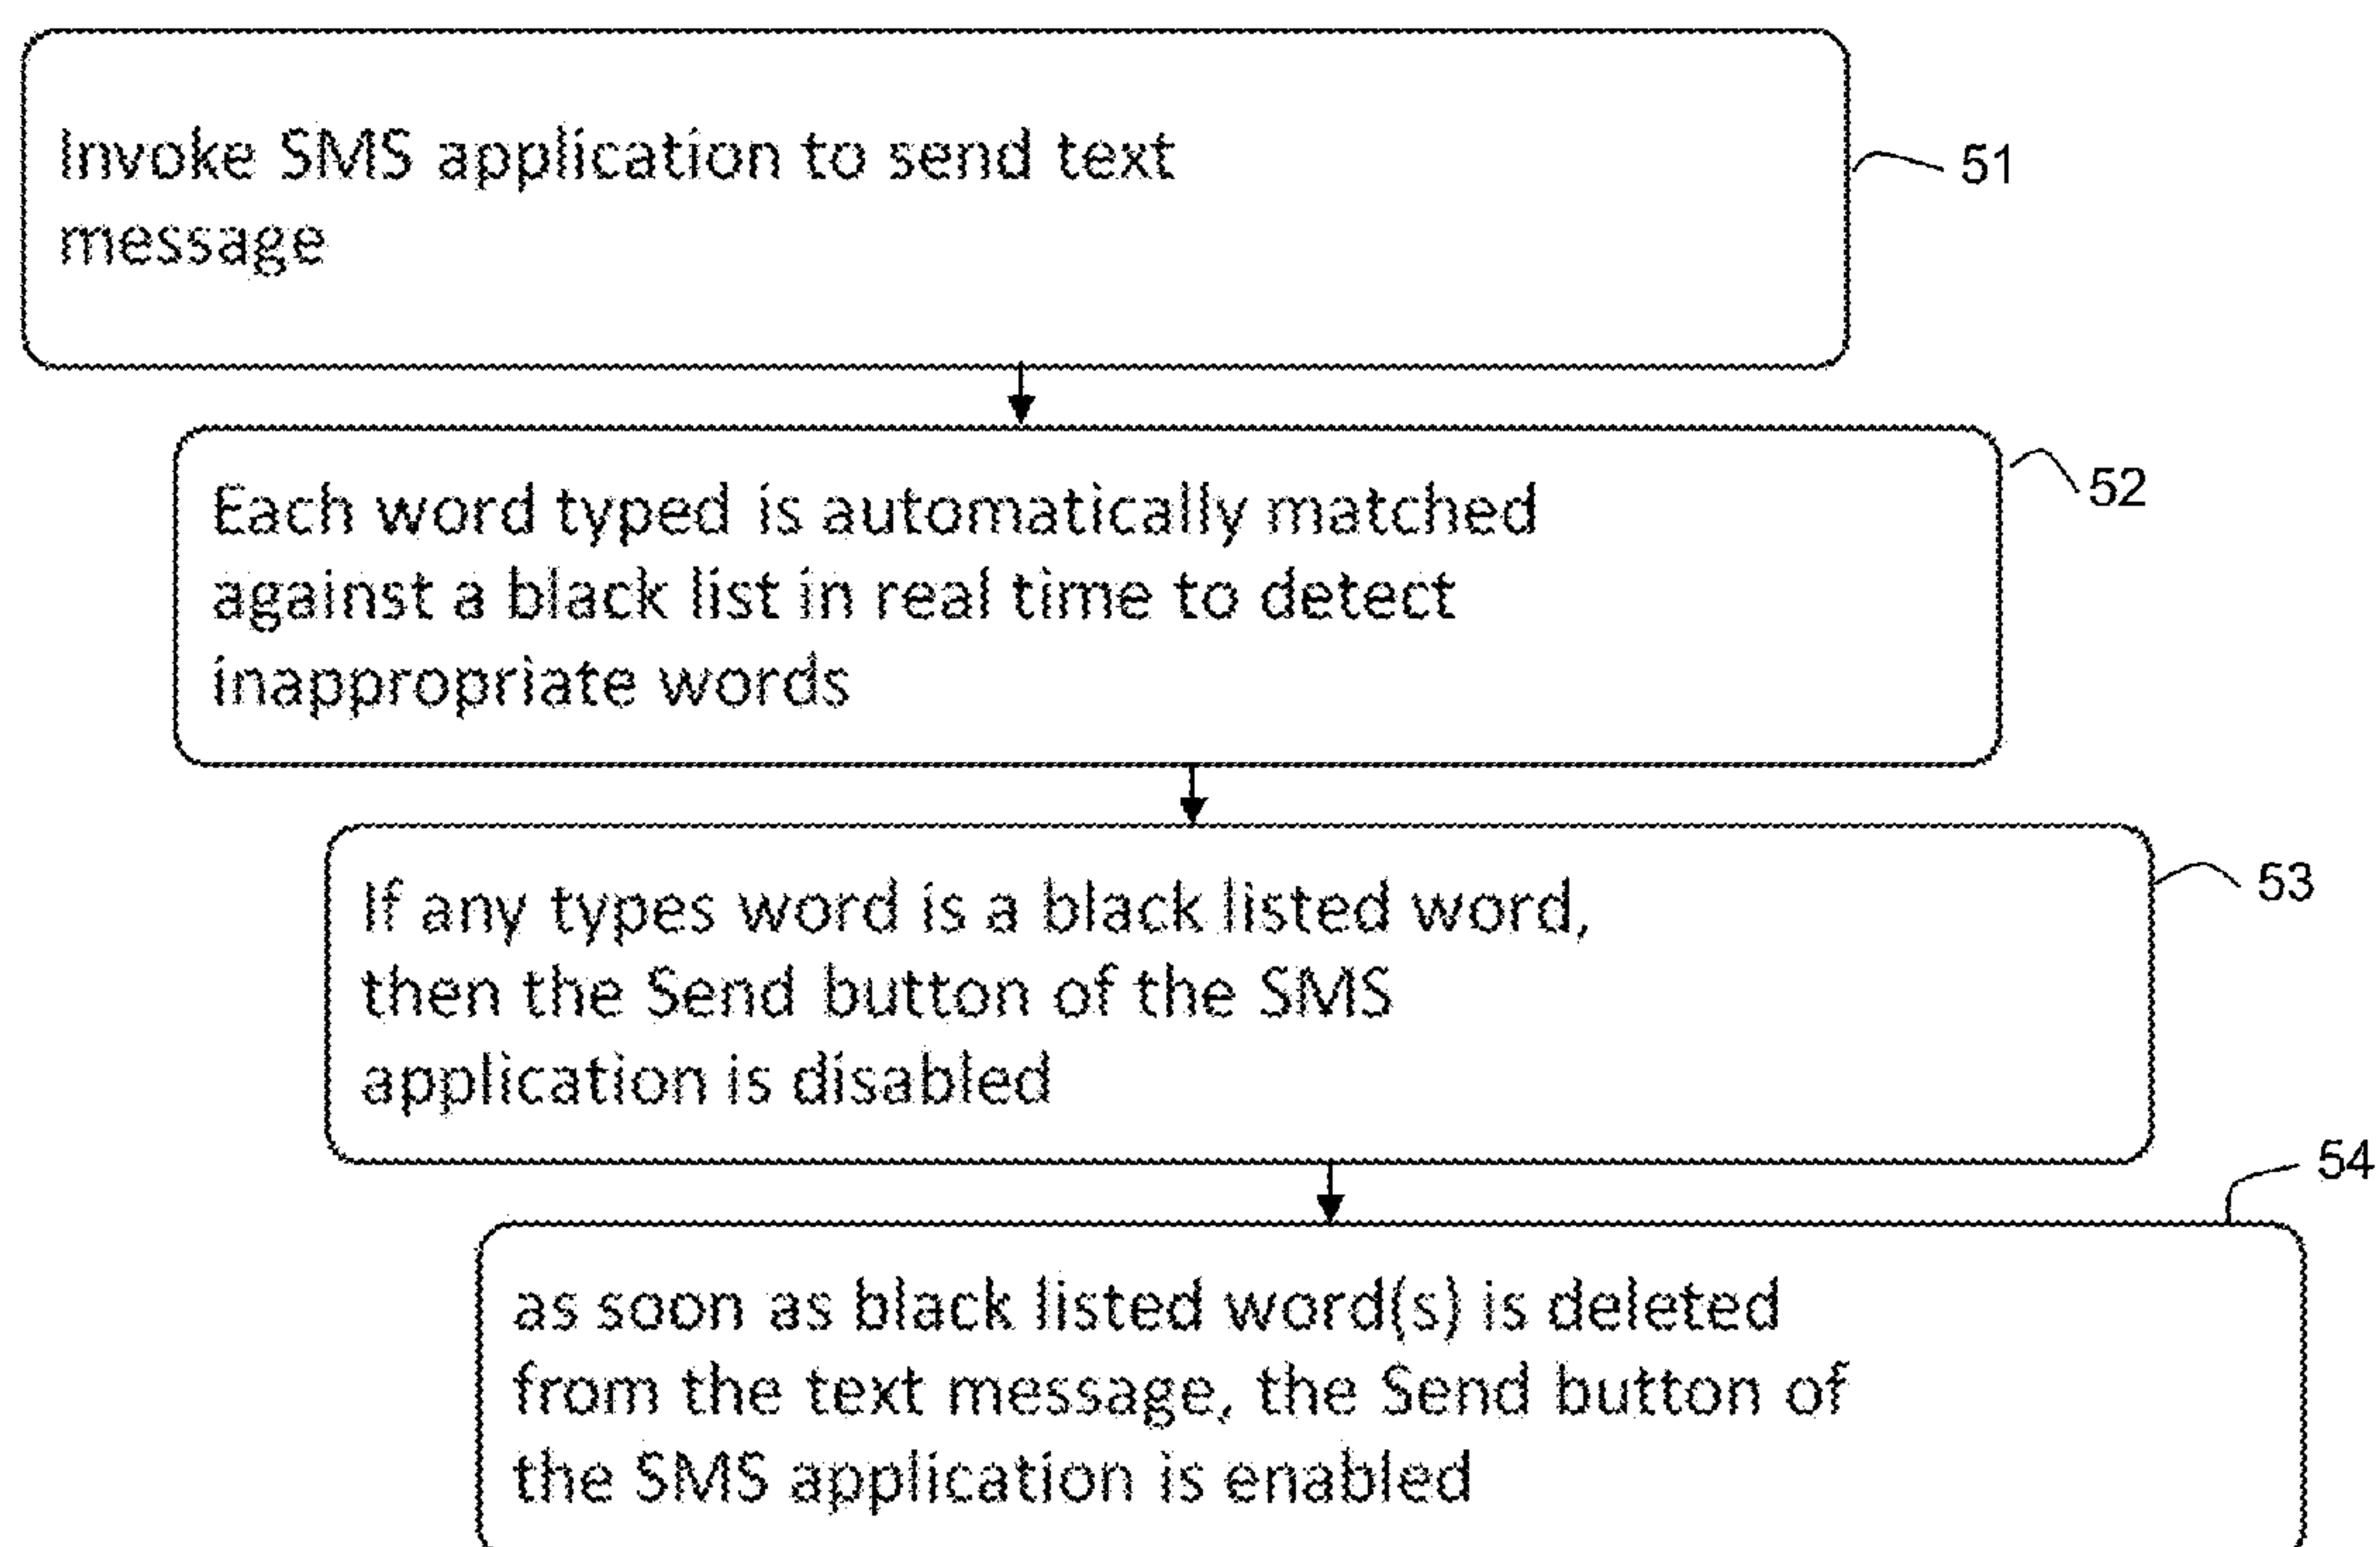 Invoke SMS application to send text
message
51
Each word typed is automatically matched
against a black list in real time to detect
inappropriate words
52
If any types word is a black listed word,
then the Send button of the SMS
application is disabled
53
as soon as black listed word(s) is deleted
from the text message, the Send button of
the SMS application is enabled
54